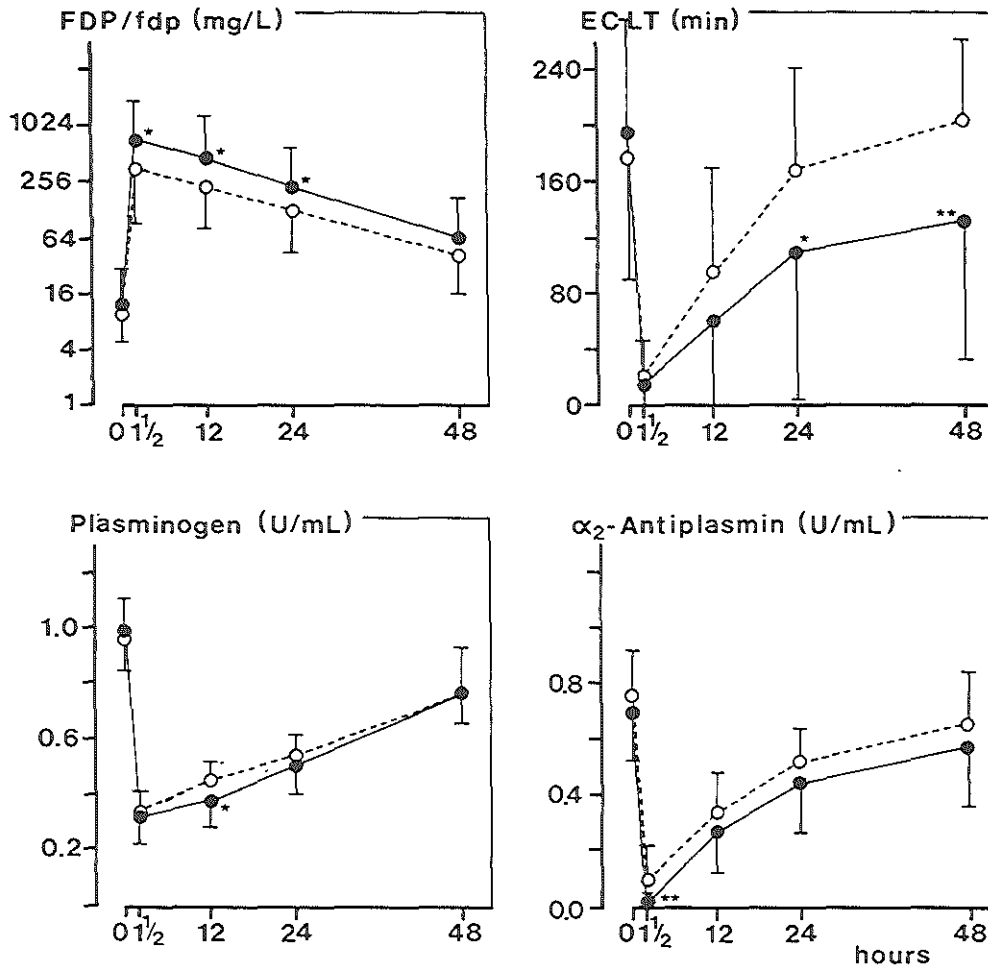 FDP/fdp (mg/L)
1024
256
64
16
4
1
0 1½ 12 24 48
* * *
EC-LT (min)
240
160
80
0
0 1½ 12 24 48
* **
Plasminogen (U/mL)
1.0
0.6
0.2
0 1½ 12 24 48
*
α₂-Antiplasmin (U/mL)
0.8
0.4
0.0
**
0 1½ 12 24 48
hours